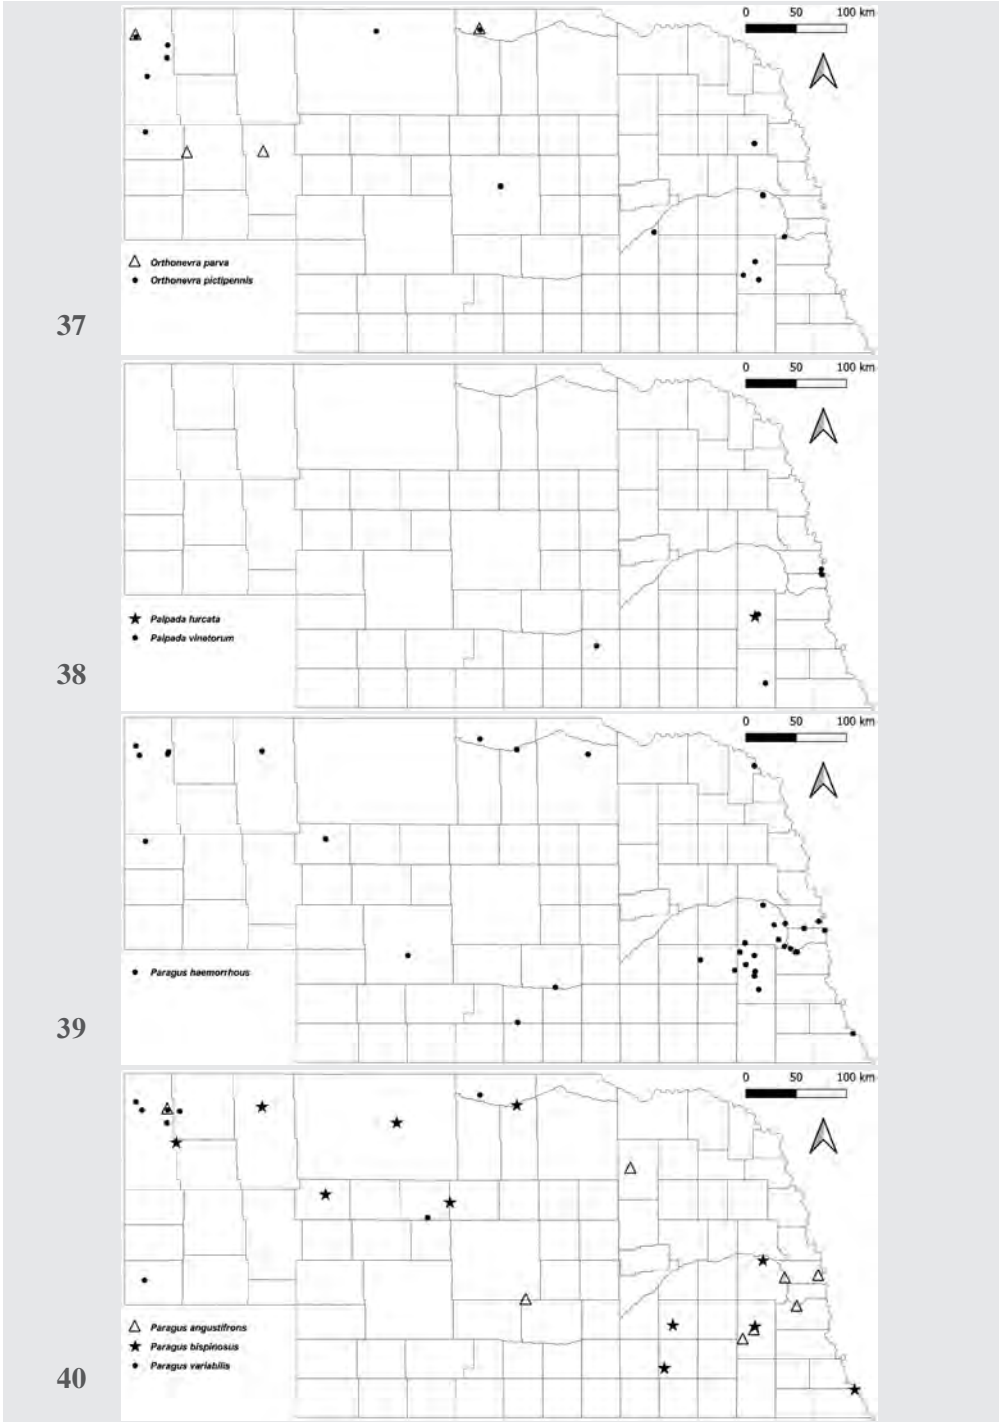 0 50 100 km
Orthonevra parva
Orthonevra pictipennis
37
0 50 100 km
Palpada furcata
Palpada vinetorum
38
0 50 100 km
Paragus haemorrhous
39
0 50 100 km
Paragus angustifrons
Paragus bispinosus
Paragus variabilis
40